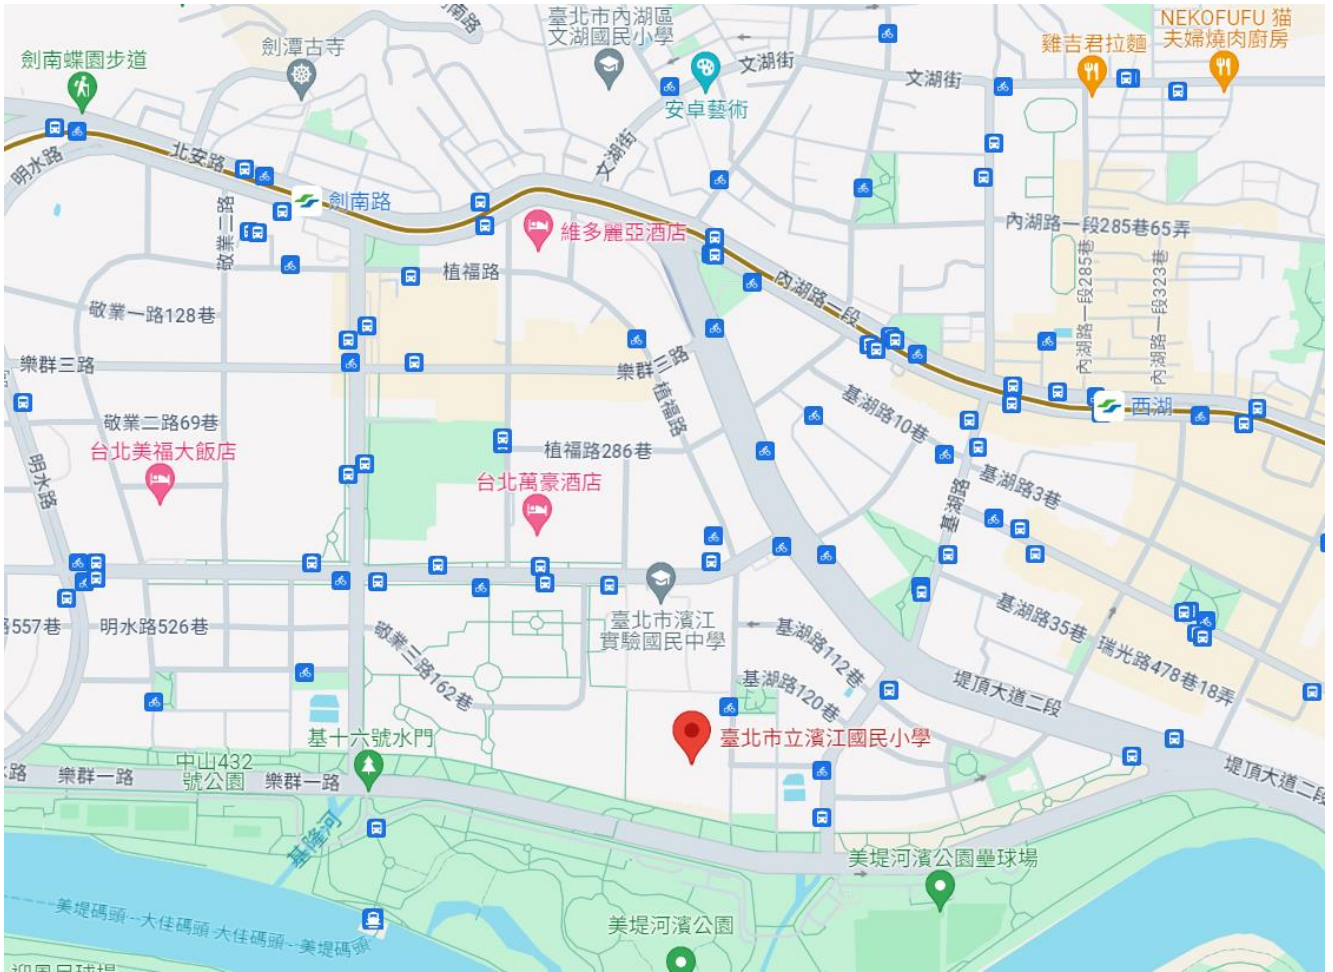 臺北市內湖區
文湖國民小學
NEKOFUFU 猫
夫婦燒肉廚房
劍南路
劍潭古寺
雞吉君拉麵
劍南蝶園步道
文湖街
文湖街
安卓藝術
北安路
明水路
文湖街
劍南路
敬業二路
維多麗亞酒店
內湖路一段285巷65弄
植福路
內湖路一段
內湖路一段285巷
內湖路一段323巷
敬業一路128巷
樂群三路
樂群三路
植福路
基湖路10巷
西湖
敬業二路69巷
台北美福大飯店
植福路286巷
明水路
台北萬豪酒店
基湖路3巷
基湖路
臺北市濱江
實驗國民中學
557巷
明水路526巷
敬業三路162巷
基湖路112巷
基湖路35巷
瑞光路478巷18弄
基湖路120巷
堤頂大道二段
基十六號水門
臺北市立濱江國民小學
中山432
號公園
路
樂群一路
樂群一路
堤頂大道二段
基隆河
美堤河濱公園壘球場
美堤碼頭--大佳碼頭
大佳碼頭--美堤碼頭
美堤河濱公園